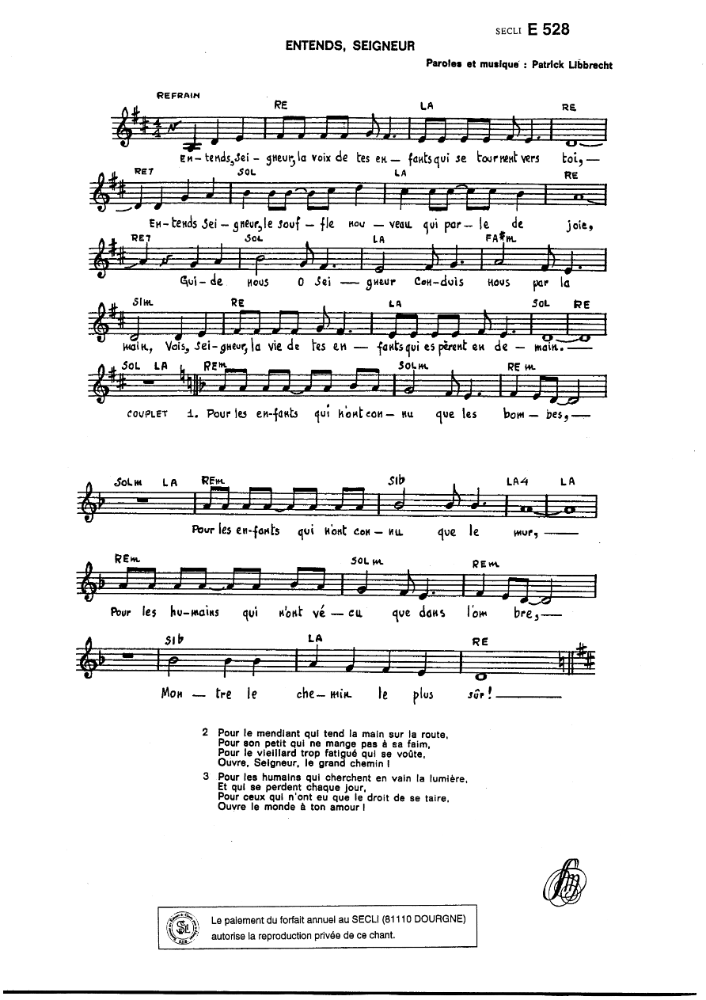 SECLI E 528
ENTENDS, SEIGNEUR
Paroles et musique : Patrick Libbrecht
REFRAIN
RE LA RE
En-tends, Sei-gneur, la voix de tes en-fants qui se tournent vers toi,
RE7 SOL LA RE
En-tends Sei-gneur, le souf-fle nou-veau qui par-le de joie,
RE7 SOL LA FA#m
Gui-de nous O Sei-gneur Con-duis nous par la
SIm RE LA SOL RE
main, Vois, Sei-gneur, la vie de tes en-fants qui espèrent en de-main.
SOL LA REm SOLm REm
COUPLET 1. Pour les en-fants qui n'ont con-nu que les bom-bes,
SOLm LA REm SIb LA4 LA
Pour les en-fants qui n'ont con-nu que le mur,
REm SOLm REm
Pour les hu-mains qui n'ont vé-cu que dans l'om bre,
SIb LA RE
Mon-tre le che-min le plus sûr!
2 Pour le mendiant qui tend la main sur la route,
Pour son petit qui ne mange pas à sa faim,
Pour le vieillard trop fatigué qui se voûte,
Ouvre, Seigneur, le grand chemin !
3 Pour les humains qui cherchent en vain la lumière,
Et qui se perdent chaque jour,
Pour ceux qui n'ont eu que le droit de se taire,
Ouvre le monde à ton amour !
Le paiement du forfait annuel au SECLI (81110 DOURGNE)
autorise la reproduction privée de ce chant.